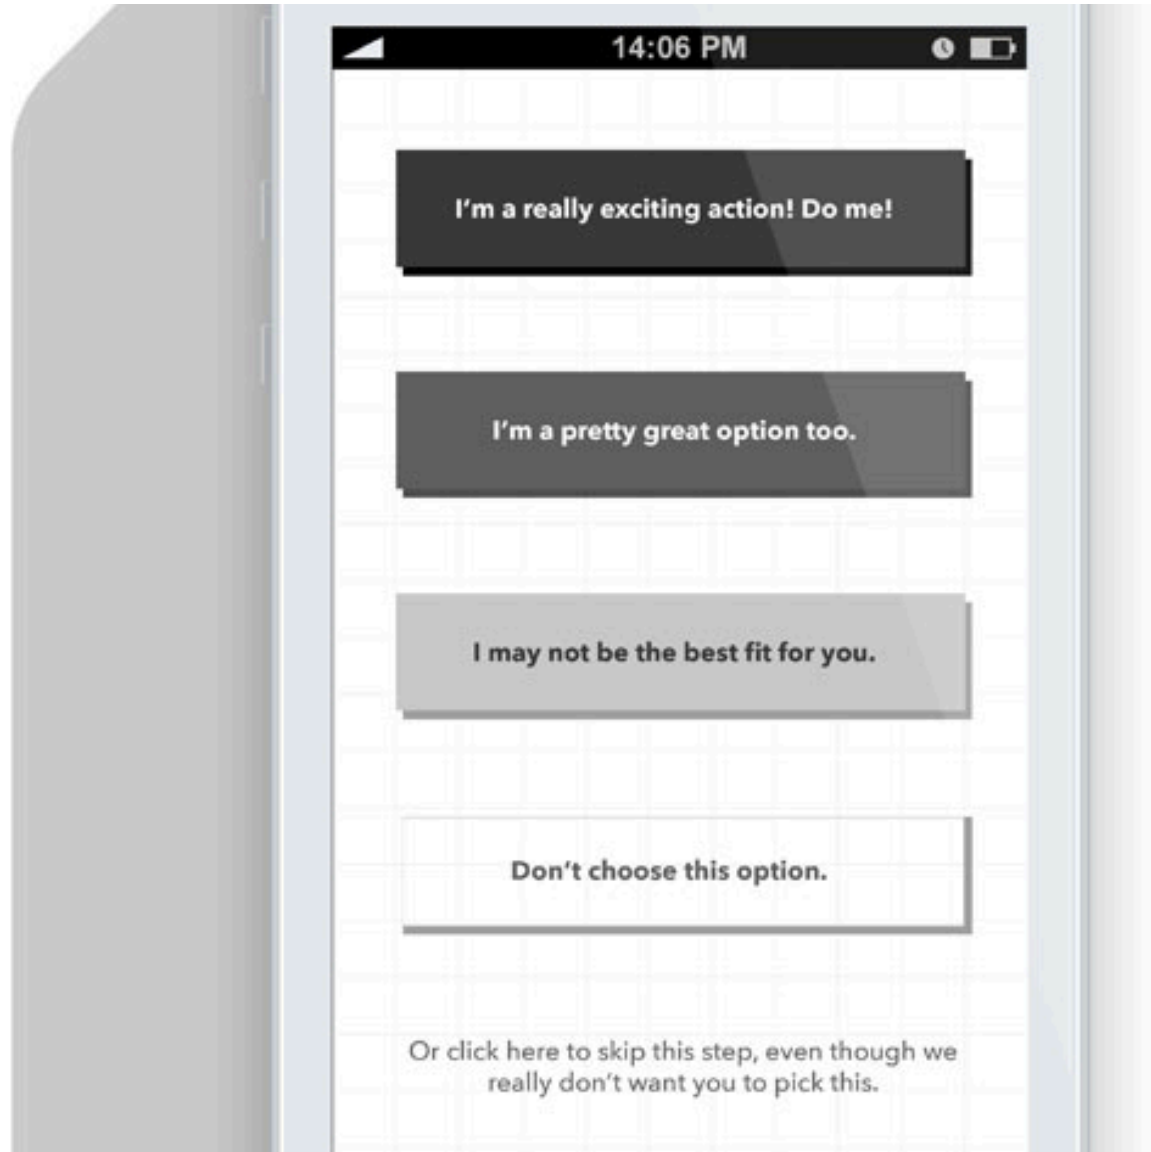 14:06 PM
I’m a really exciting action! Do me!
I’m a pretty great option too.
I may not be the best fit for you.
Don’t choose this option.
Or click here to skip this step, even though we
really don’t want you to pick this.